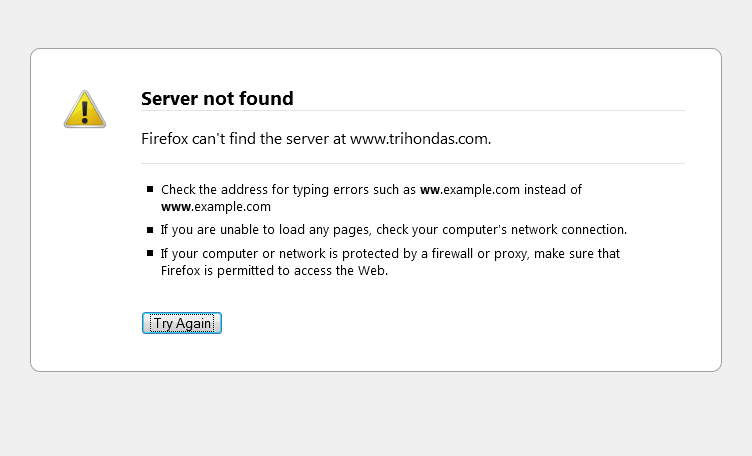 Server not found
Firefox can't find the server at www.trihondas.com.
Check the address for typing errors such as ww.example.com instead of
www.example.com
If you are unable to load any pages, check your computer's network connection.
If your computer or network is protected by a firewall or proxy, make sure that
Firefox is permitted to access the Web.
Try Again